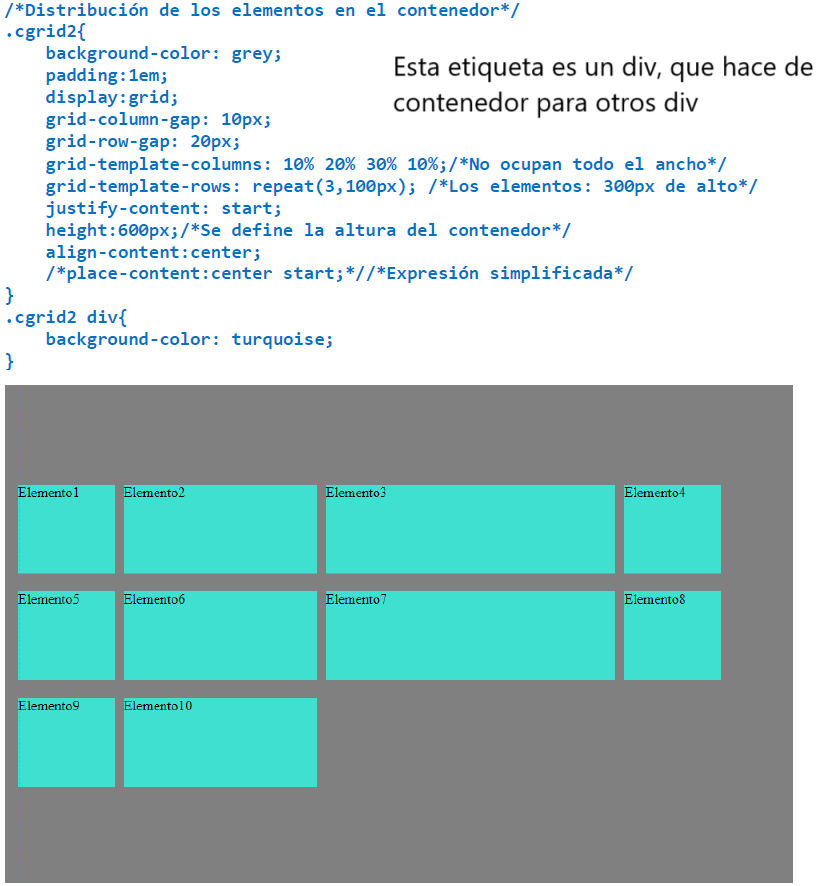 /*Distribución de los elementos en el contenedor*/
.cgrid2{
    background-color: grey;
    padding:1em;
    display:grid;
    grid-column-gap: 10px;
    grid-row-gap: 20px;
    grid-template-columns: 10% 20% 30% 10%;/*No ocupan todo el ancho*/
    grid-template-rows: repeat(3,100px); /*Los elementos: 300px de alto*/
    justify-content: start;
    height:600px;/*Se define la altura del contenedor*/
    align-content:center;
    /*place-content:center start;*//*Expresión simplificada*/
}
.cgrid2 div{
    background-color: turquoise;
}
Esta etiqueta es un div, que hace de
contenedor para otros div
Elemento1 Elemento2 Elemento3 Elemento4
Elemento5 Elemento6 Elemento7 Elemento8
Elemento9 Elemento10